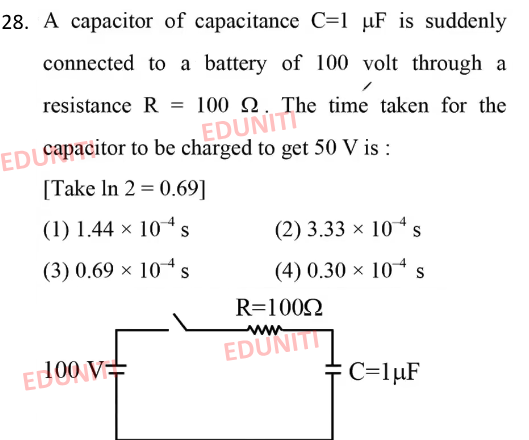 28. A capacitor of capacitance C=1 μF is suddenly
connected to a battery of 100 volt through a
resistance R = 100 Ω. The time taken for the
EDUNITI
EDUNITI
capacitor to be charged to get 50 V is :
[Take ln 2 = 0.69]
(1) 1.44 × 10⁻⁴ s (2) 3.33 × 10⁻⁴ s
(3) 0.69 × 10⁻⁴ s (4) 0.30 × 10⁻⁴ s
R=100Ω
EDUNITI
100 V
EDUNITI
C=1μF